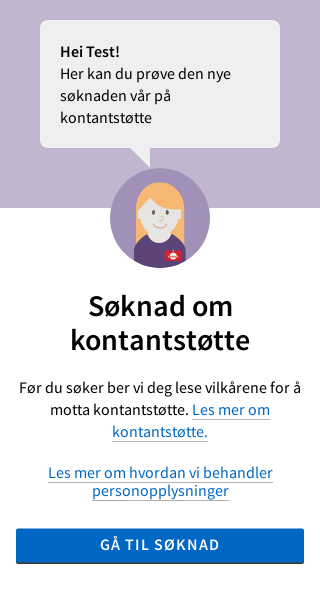 Hei Test!
Her kan du prøve den nye
søknaden vår på
kontantstøtte
Søknad om
kontantstøtte
Før du søker ber vi deg lese vilkårene for å
motta kontantstøtte. Les mer om
kontantstøtte.
Les mer om hvordan vi behandler
personopplysninger
GÅ TIL SØKNAD